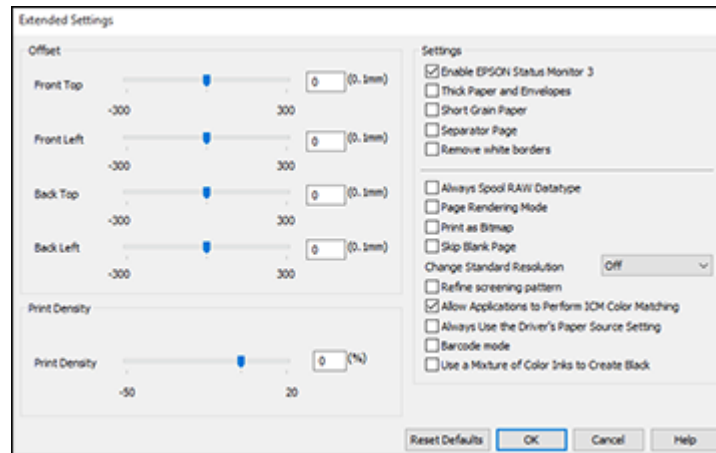 Extended Settings
Offset
Front Top
0
(0.1mm)
-300
300
Front Left
0
(0.1mm)
-300
300
Back Top
0
(0.1mm)
-300
300
Back Left
0
(0.1mm)
-300
300
Print Density
Print Density
0
(%)
-50
20
Settings
Enable EPSON Status Monitor 3
Thick Paper and Envelopes
Short Grain Paper
Separator Page
Remove white borders
Always Spool RAW Datatype
Page Rendering Mode
Print as Bitmap
Skip Blank Page
Change Standard Resolution
Off
Refine screening pattern
Allow Applications to Perform ICM Color Matching
Always Use the Driver's Paper Source Setting
Barcode mode
Use a Mixture of Color Inks to Create Black
Reset Defaults
OK
Cancel
Help